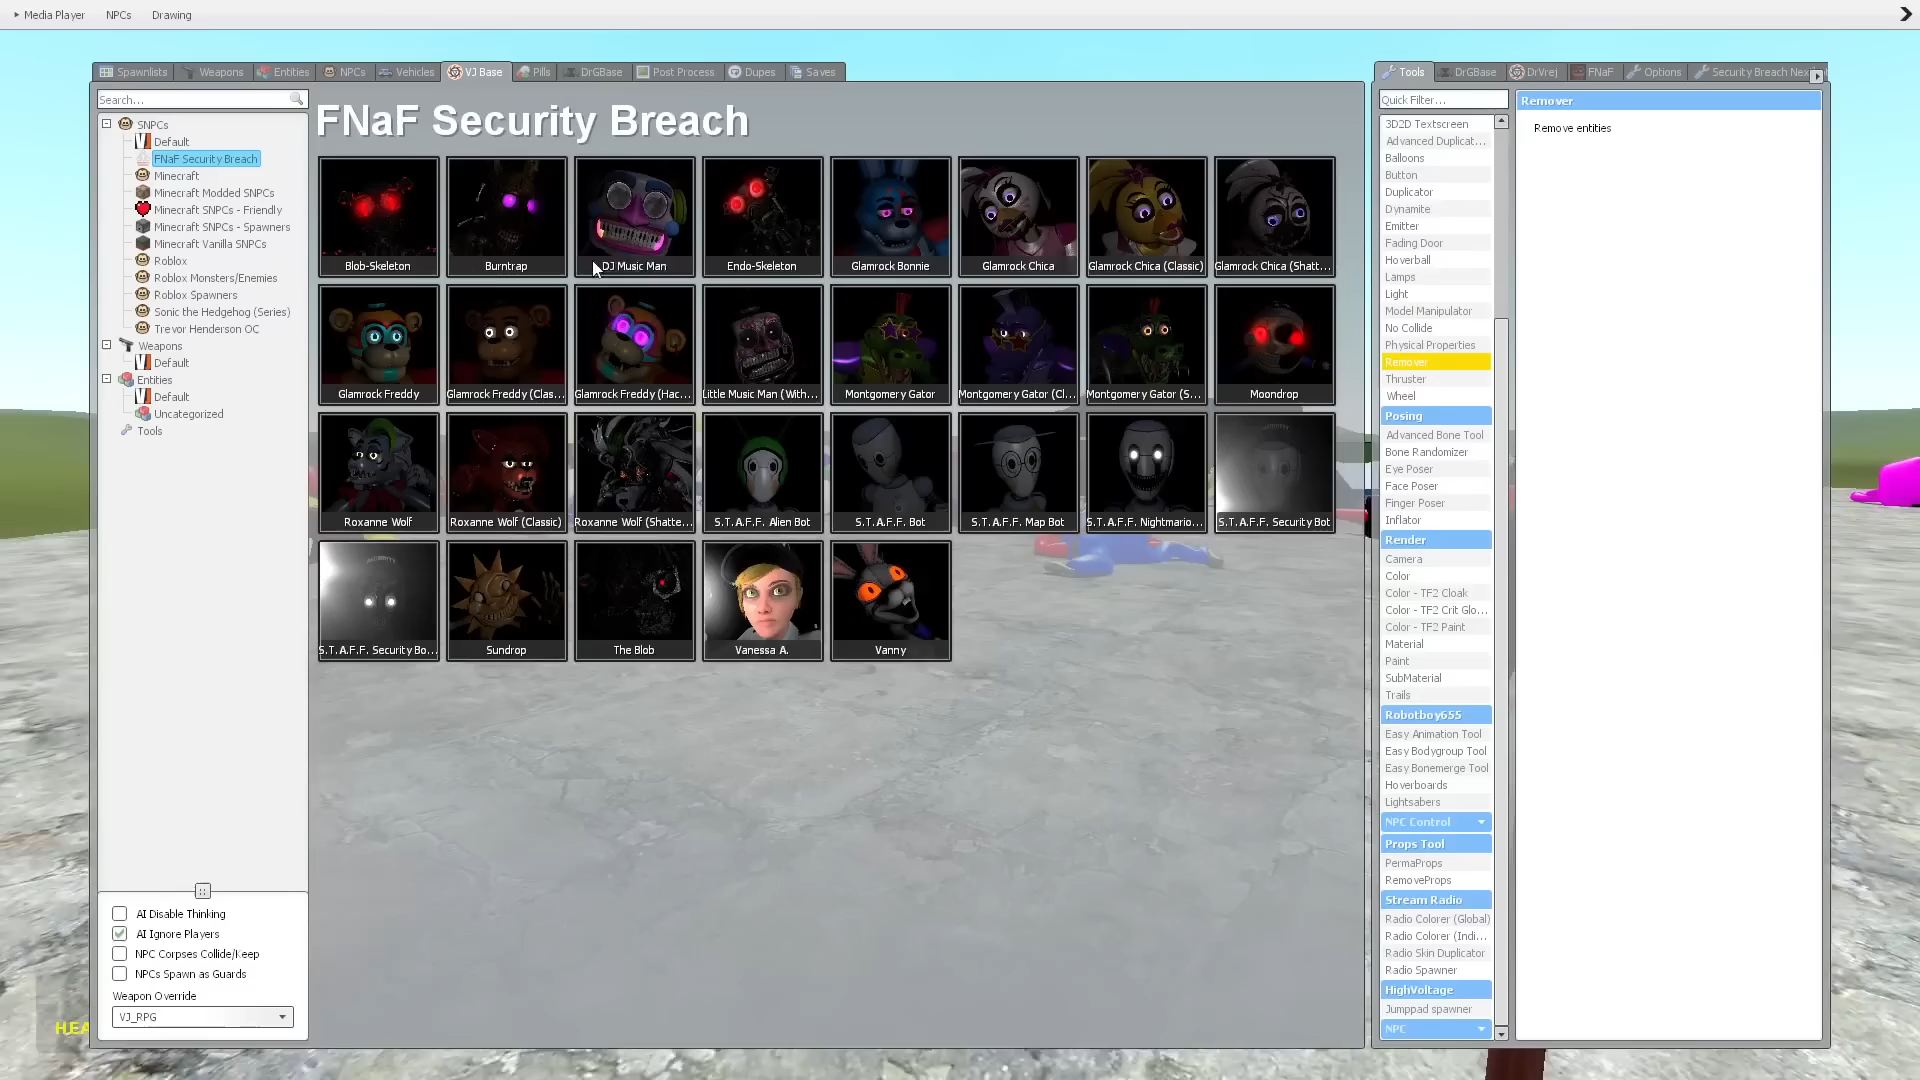 Media Player NPCs Drawing
Spawnlists Weapons Entities NPCs Vehicles VJ Base Pills DrGBase Post Process Dupes Saves
Search...
SNPCs
Default
FNaF Security Breach
Minecraft
Minecraft Modded SNPCs
Minecraft SNPCs - Friendly
Minecraft SNPCs - Spawners
Minecraft Vanilla SNPCs
Roblox
Roblox Monsters/Enemies
Roblox Spawners
Sonic the Hedgehog (Series)
Trevor Henderson OC
Weapons
Default
Entities
Default
Uncategorized
Tools
AI Disable Thinking
AI Ignore Players
NPC Corpses Collide/Keep
NPCs Spawn as Guards
Weapon Override
VJ_RPG
HEA
FNaF Security Breach
Blob-Skeleton Burntrap DJ Music Man Endo-Skeleton Glamrock Bonnie Glamrock Chica Glamrock Chica (Classic) Glamrock Chica (Shatt...
Glamrock Freddy Glamrock Freddy (Clas... Glamrock Freddy (Hac... Little Music Man (With... Montgomery Gator Montgomery Gator (Cl... Montgomery Gator (S... Moondrop
Roxanne Wolf Roxanne Wolf (Classic) Roxanne Wolf (Shatte... S.T.A.F.F. Alien Bot S.T.A.F.F. Bot S.T.A.F.F. Map Bot S.T.A.F.F. Nightmario... S.T.A.F.F. Security Bot
S.T.A.F.F. Security Bo... Sundrop The Blob Vanessa A. Vanny
Tools DrGBase DrVrej FNaF Options Security Breach Nex
Quick Filter...
3D2D Textscreen
Advanced Duplicat...
Balloons
Button
Duplicator
Dynamite
Emitter
Fading Door
Hoverball
Lamps
Light
Model Manipulator
No Collide
Physical Properties
Remover
Thruster
Wheel
Posing
Advanced Bone Tool
Bone Randomizer
Eye Poser
Face Poser
Finger Poser
Inflator
Render
Camera
Color
Color - TF2 Cloak
Color - TF2 Crit Glo...
Color - TF2 Paint
Material
Paint
SubMaterial
Trails
Robotboy655
Easy Animation Tool
Easy Bodygroup Tool
Easy Bonemerge Tool
Hoverboards
Lightsabers
NPC Control
Props Tool
PermaProps
RemoveProps
Stream Radio
Radio Colorer (Global)
Radio Colorer (Indi...
Radio Skin Duplicator
Radio Spawner
HighVoltage
Jumppad spawner
NPC
Remover
Remove entities